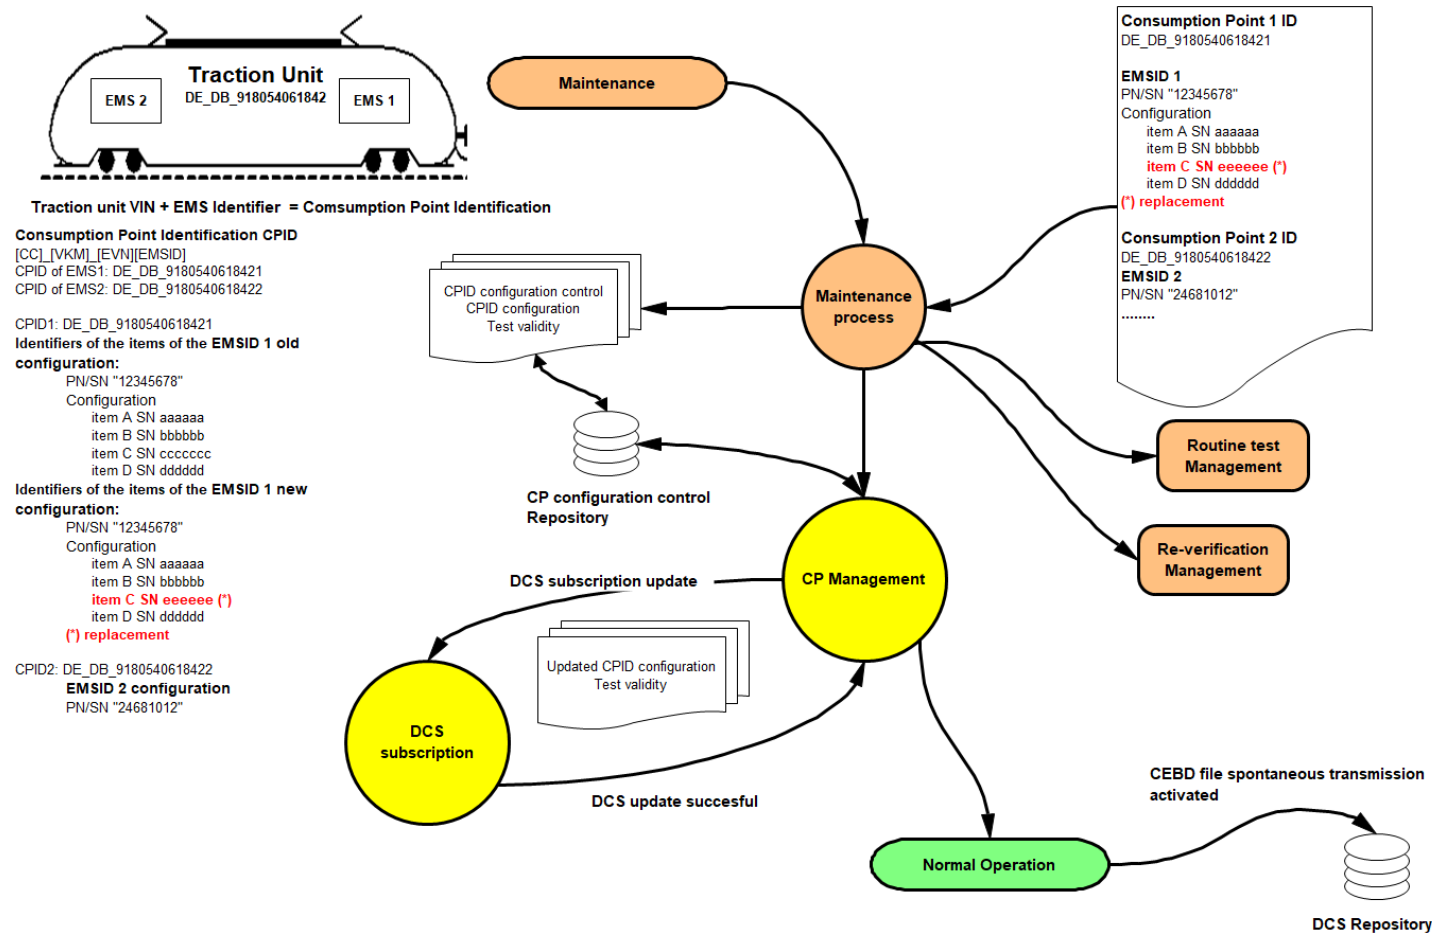 Traction Unit
DE_DB_918054061842
EMS 2
EMS 1
Traction unit VIN + EMS Identifier = Comsumption Point Identification
Consumption Point Identification CPID
[CC]_[VKM]_[EVN][EMSID]
CPID of EMS1: DE_DB_9180540618421
CPID of EMS2: DE_DB_9180540618422
CPID1: DE_DB_9180540618421
Identifiers of the items of the EMSID 1 old
configuration:
PN/SN "12345678"
Configuration
item A SN aaaaaa
item B SN bbbbbb
item C SN ccccccc
item D SN dddddd
Identifiers of the items of the EMSID 1 new
configuration:
PN/SN "12345678"
Configuration
item A SN aaaaaa
item B SN bbbbbb
item C SN eeeeee (*)
item D SN dddddd
(*) replacement
CPID2: DE_DB_9180540618422
EMSID 2 configuration
PN/SN "24681012"
Maintenance
Consumption Point 1 ID
DE_DB_9180540618421
EMSID 1
PN/SN "12345678"
Configuration
item A SN aaaaaa
item B SN bbbbbb
item C SN eeeeee (*)
item D SN dddddd
(*) replacement
Consumption Point 2 ID
DE_DB_9180540618422
EMSID 2
PN/SN "24681012"
........
Maintenance
process
CPID configuration control
CPID configuration
Test validity
CP configuration control
Repository
Routine test
Management
Re-verification
Management
CP Management
DCS subscription update
Updated CPID configuration
Test validity
DCS
subscription
DCS update succesful
Normal Operation
CEBD file spontaneous transmission
activated
DCS Repository